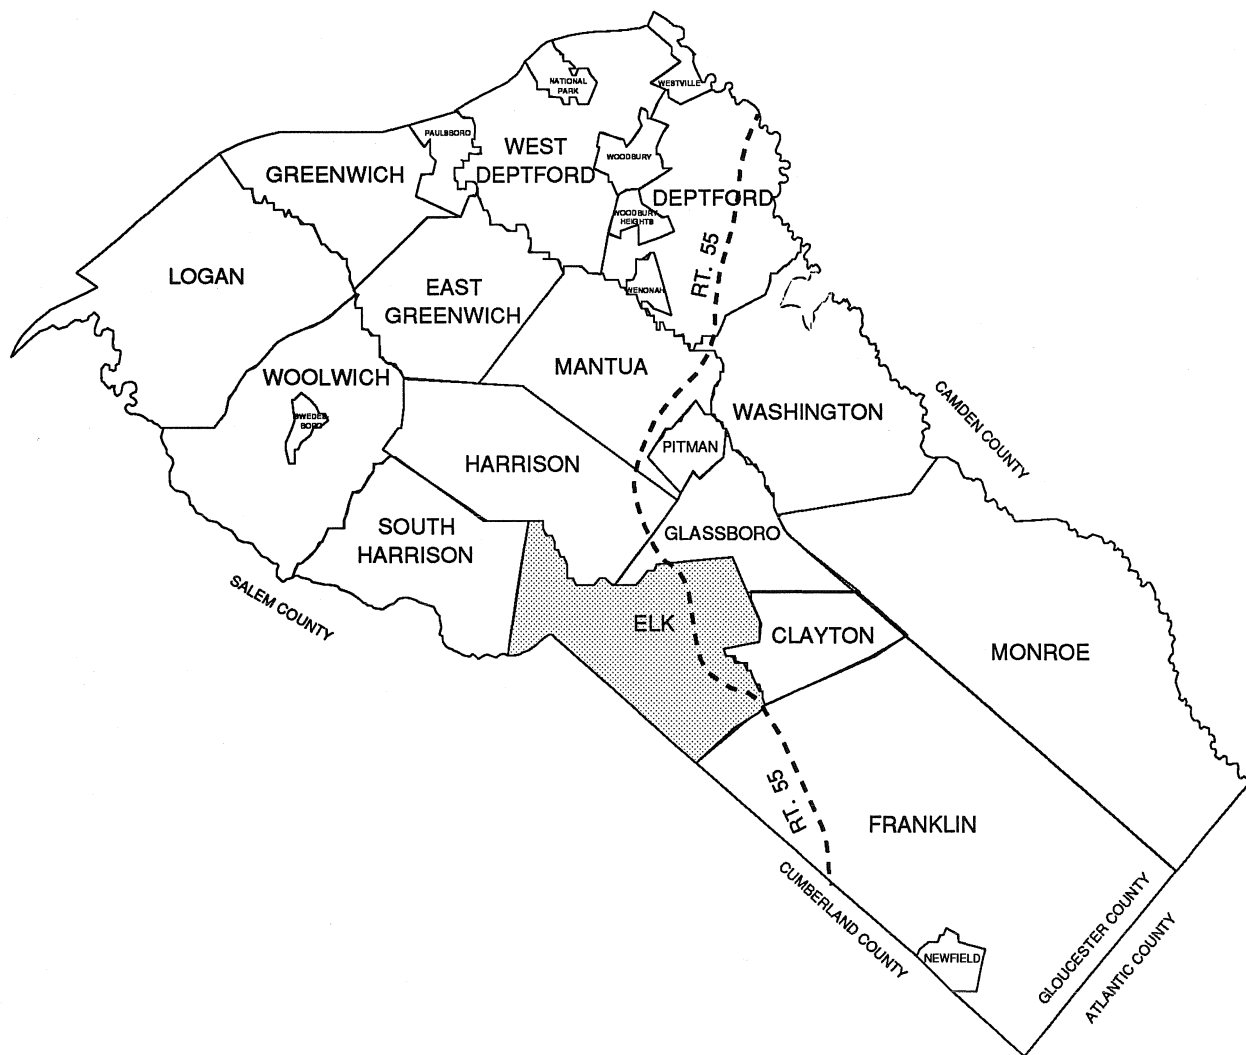 NATIONAL
PARK
WESTVILLE
PAULSBORO
WEST
DEPTFORD
WOODBURY
GREENWICH
DEPTFORD
WOODBURY
HEIGHTS
RT. 55
LOGAN
EAST
GREENWICH
WENONAH
MANTUA
WOOLWICH
SWEDES
BORO
WASHINGTON
CAMDEN COUNTY
PITMAN
HARRISON
SOUTH
HARRISON
GLASSBORO
SALEM COUNTY
ELK
CLAYTON
MONROE
RT. 55
FRANKLIN
CUMBERLAND COUNTY
NEWFIELD
GLOUCESTER COUNTY
ATLANTIC COUNTY